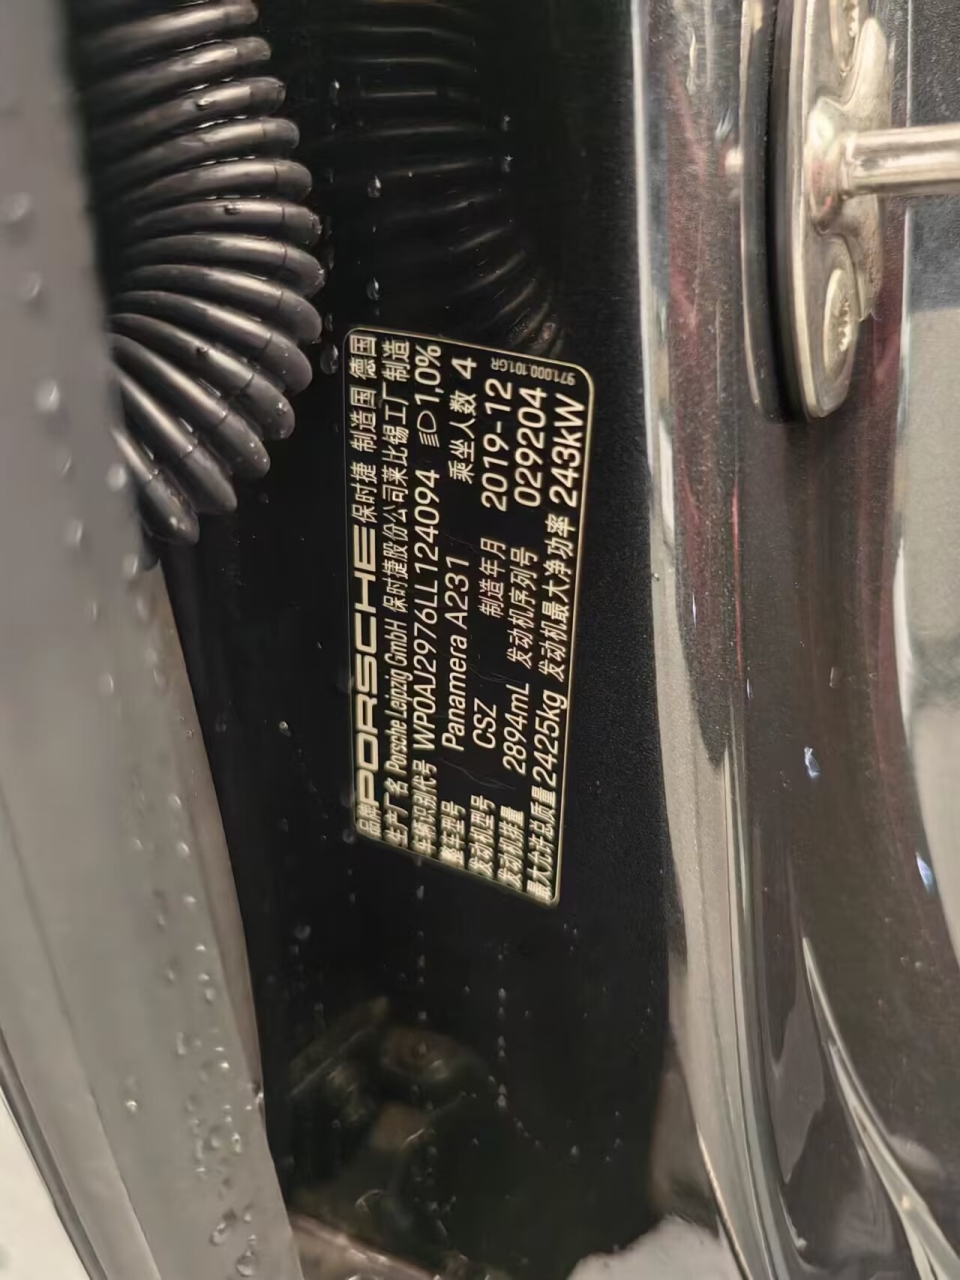 品牌 PORSCHE 保时捷 制造国 德国
生产厂名 Porsche Leipzig GmbH 保时捷股份公司莱比锡工厂制造
车辆识别代号 WP0AJ2976LL124094 1,0%
整车型号 Panamera A231 乘坐人数 4
发动机型号 CSZ 制造年月 2019-12
发动机排量 2894mL 发动机序列号 029204
最大允许总质量 2425kg 发动机最大净功率 243kW
971.000.101.GR